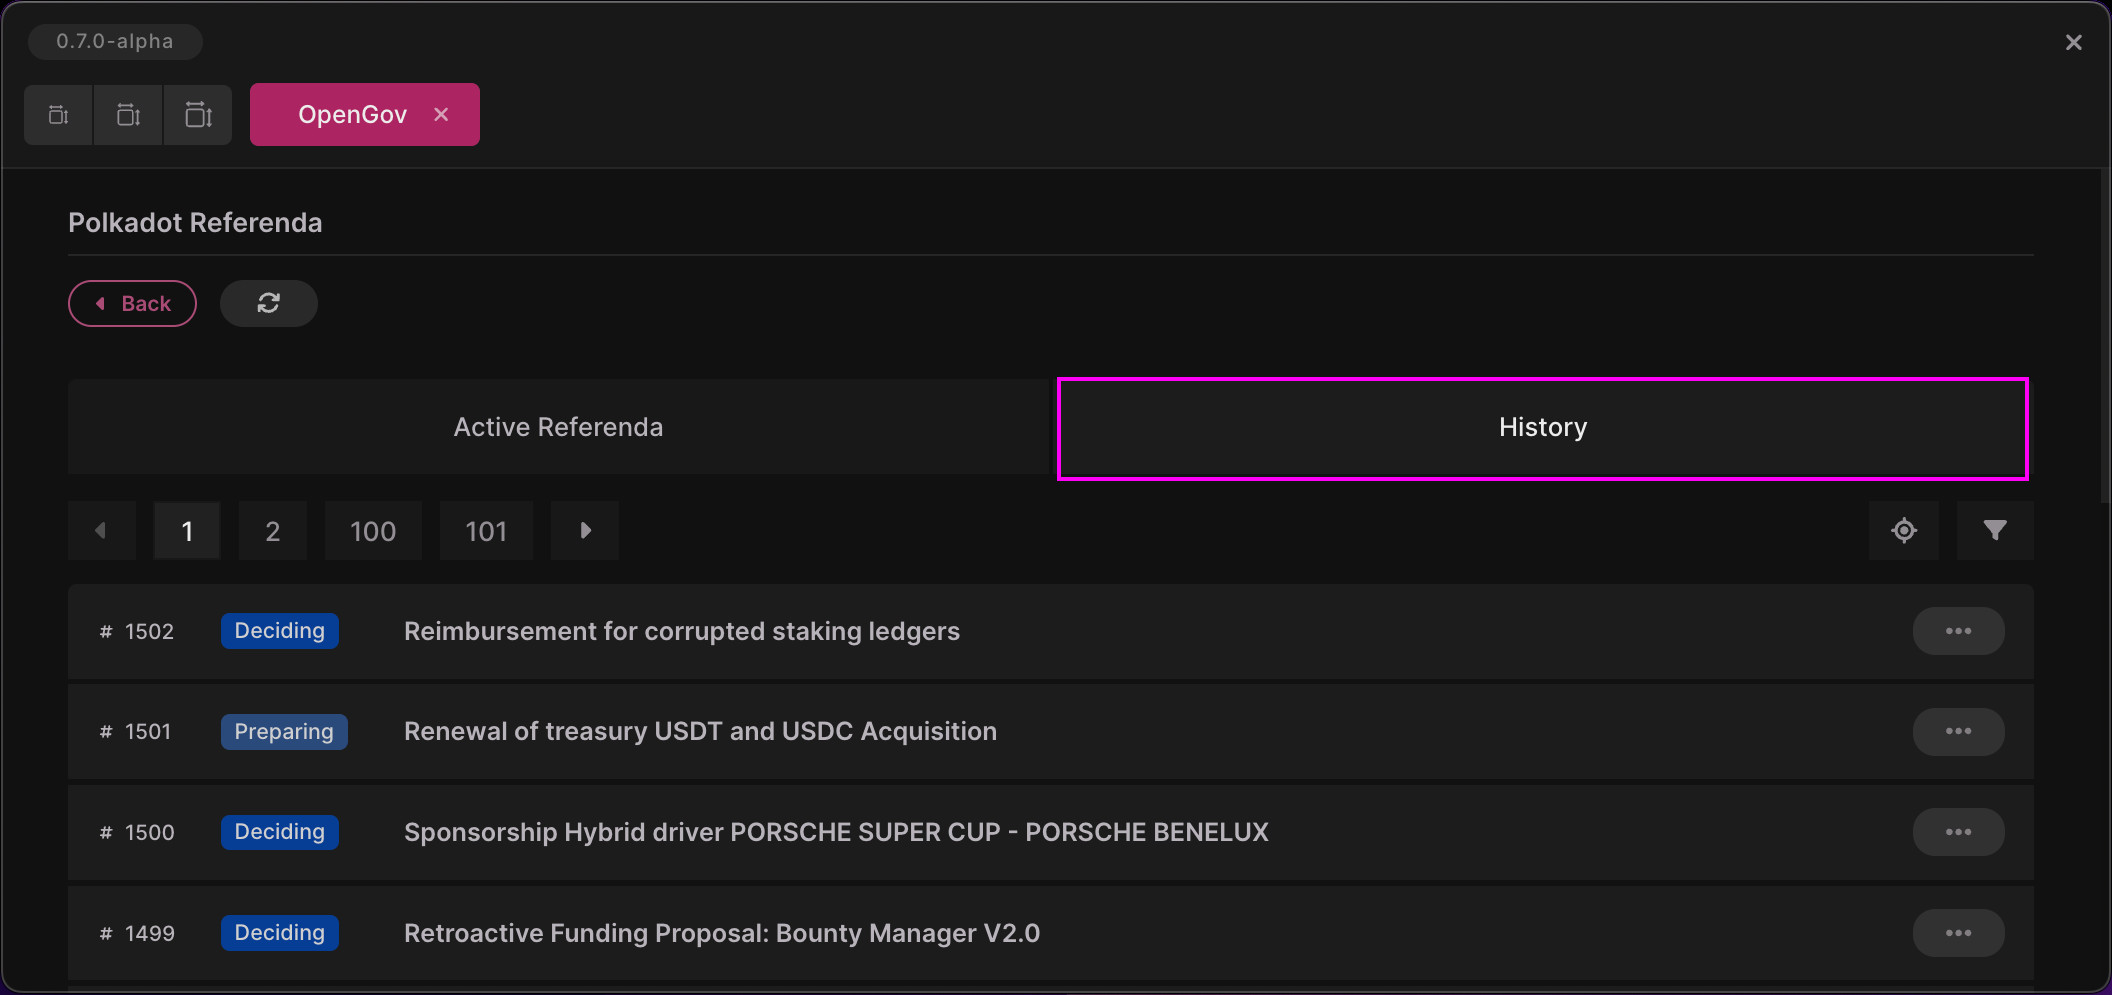 0.7.0-alpha
OpenGov
Polkadot Referenda
Back
Active Referenda
History
1 2 100 101
# 1502 Deciding Reimbursement for corrupted staking ledgers
# 1501 Preparing Renewal of treasury USDT and USDC Acquisition
# 1500 Deciding Sponsorship Hybrid driver PORSCHE SUPER CUP - PORSCHE BENELUX
# 1499 Deciding Retroactive Funding Proposal: Bounty Manager V2.0